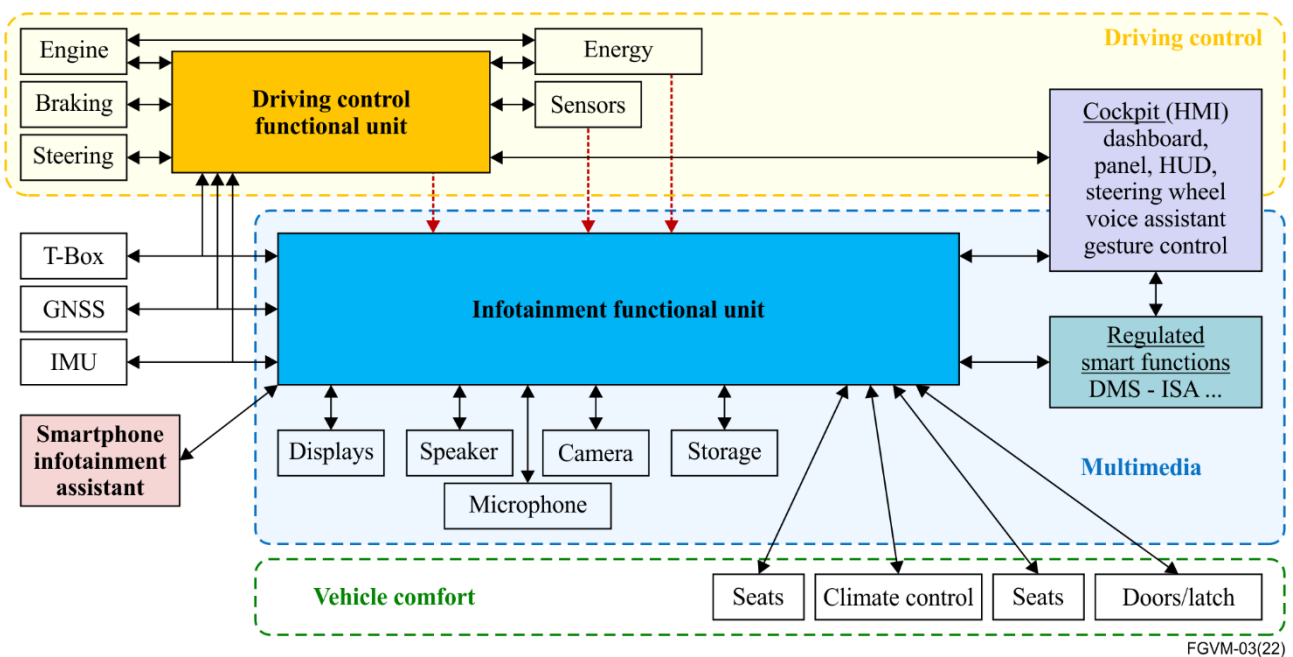 Driving control
Engine
Energy
Driving control
functional unit
Braking
Sensors
Steering
Cockpit (HMI)
dashboard,
panel, HUD,
steering wheel
voice assistant
gesture control
T-Box
GNSS
IMU
Infotainment functional unit
Regulated
smart functions
DMS - ISA ...
Smartphone
infotainment
assistant
Displays
Speaker
Camera
Storage
Microphone
Multimedia
Vehicle comfort
Seats
Climate control
Seats
Doors/latch
FGVM-03(22)